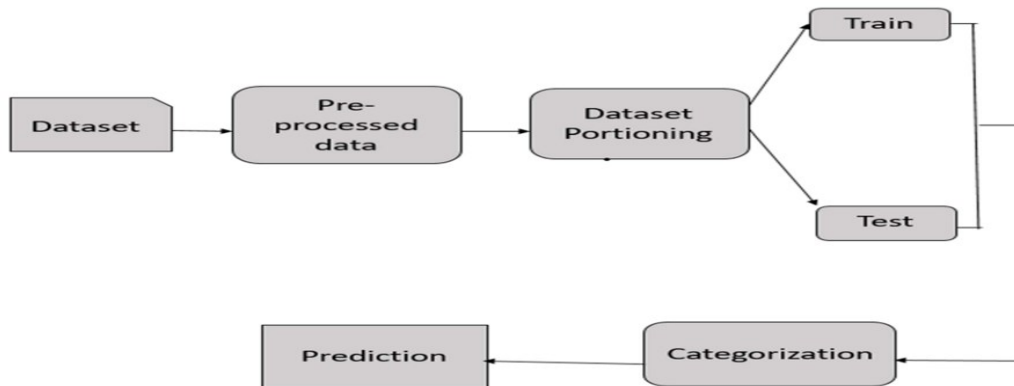 Train
Dataset
Pre-
processed
data
Dataset
Portioning
Test
Prediction
Categorization